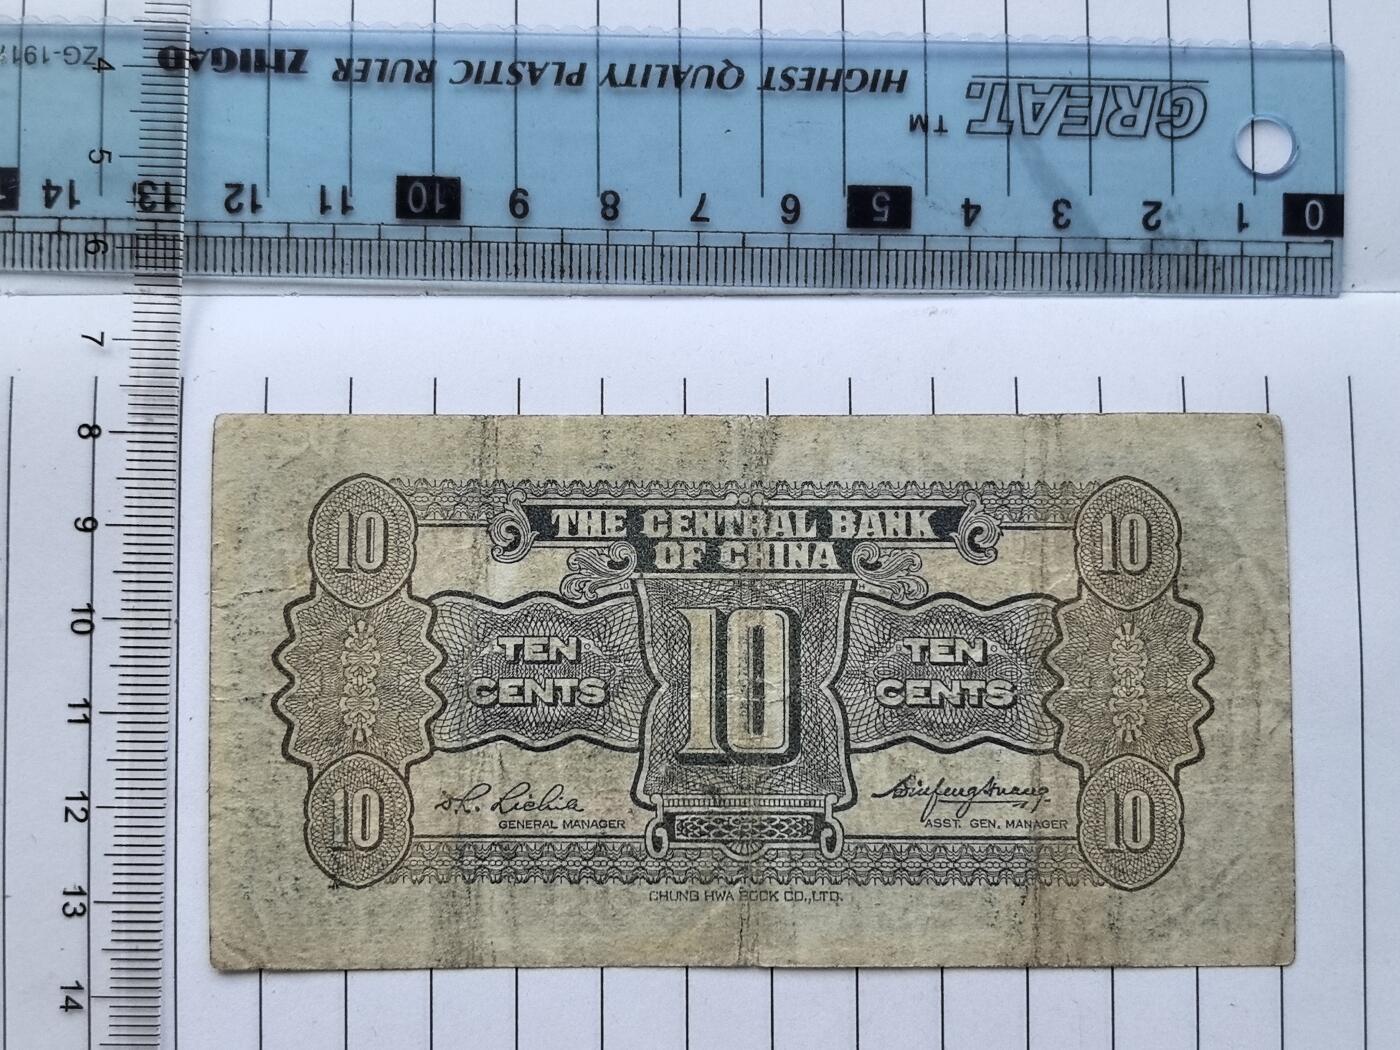 ZG-191
ZHIGAO HIGHEST QUALITY PLASTIC RULER GREAT. TM
0 1 2 3 4 5 6 7 8 9 10 11 12 13 14
4
5
6
7
8
9
10
11
12
13
14
10 10
THE CENTRAL BANK
OF CHINA
10
TEN
CENTS
TEN
CENTS
GENERAL MANAGER
ASST. GEN. MANAGER
10 10
CHUNG HWA BOOK CO.,LTD.